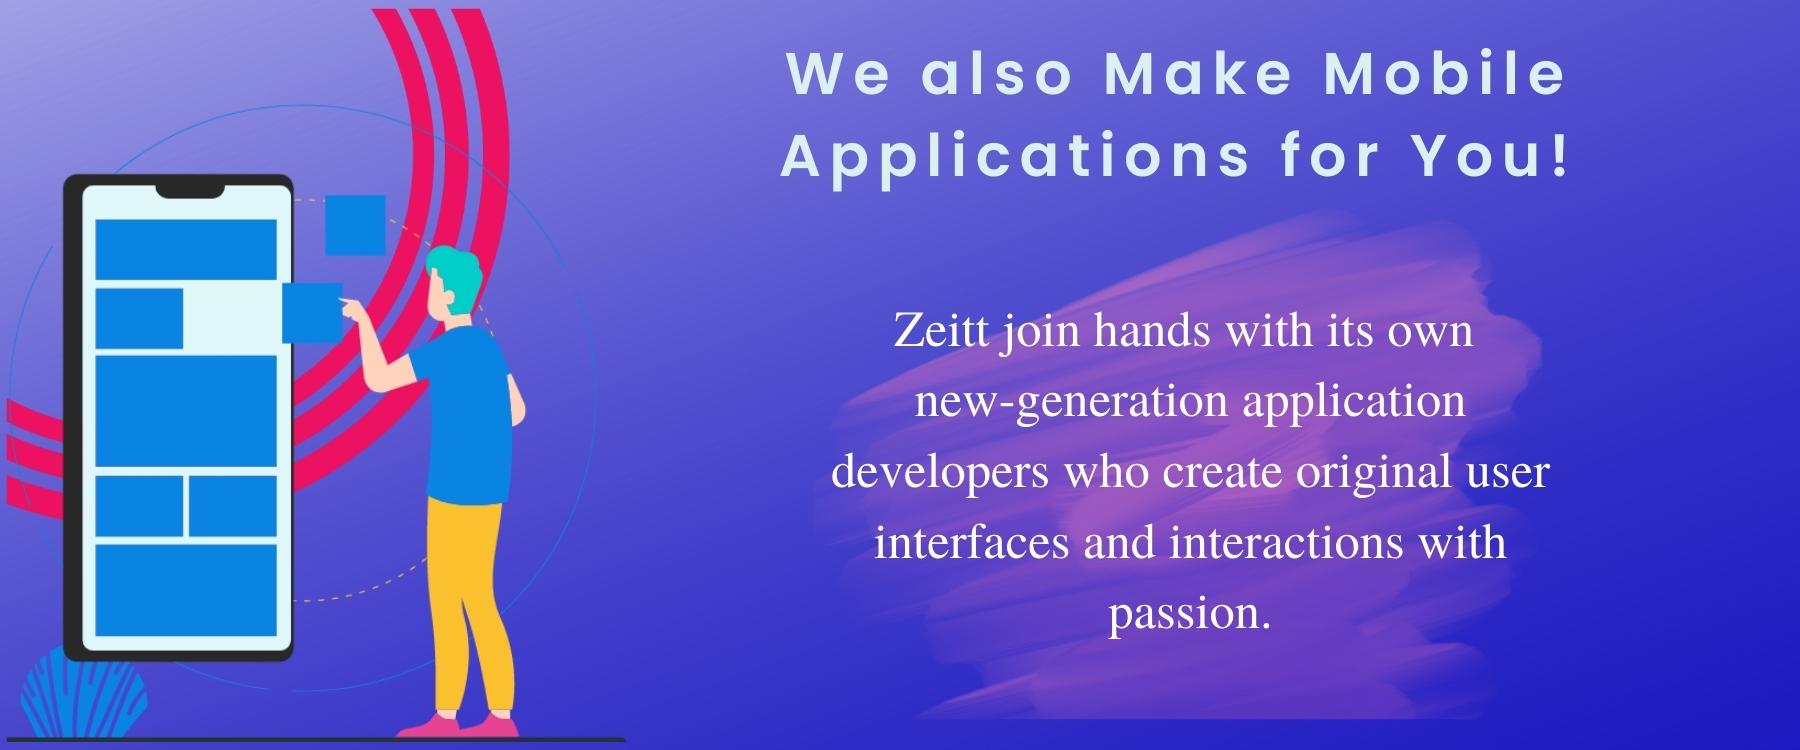 We also Make Mobile
Applications for You!
Zeitt join hands with its own
new-generation application
developers who create original user
interfaces and interactions with
passion.